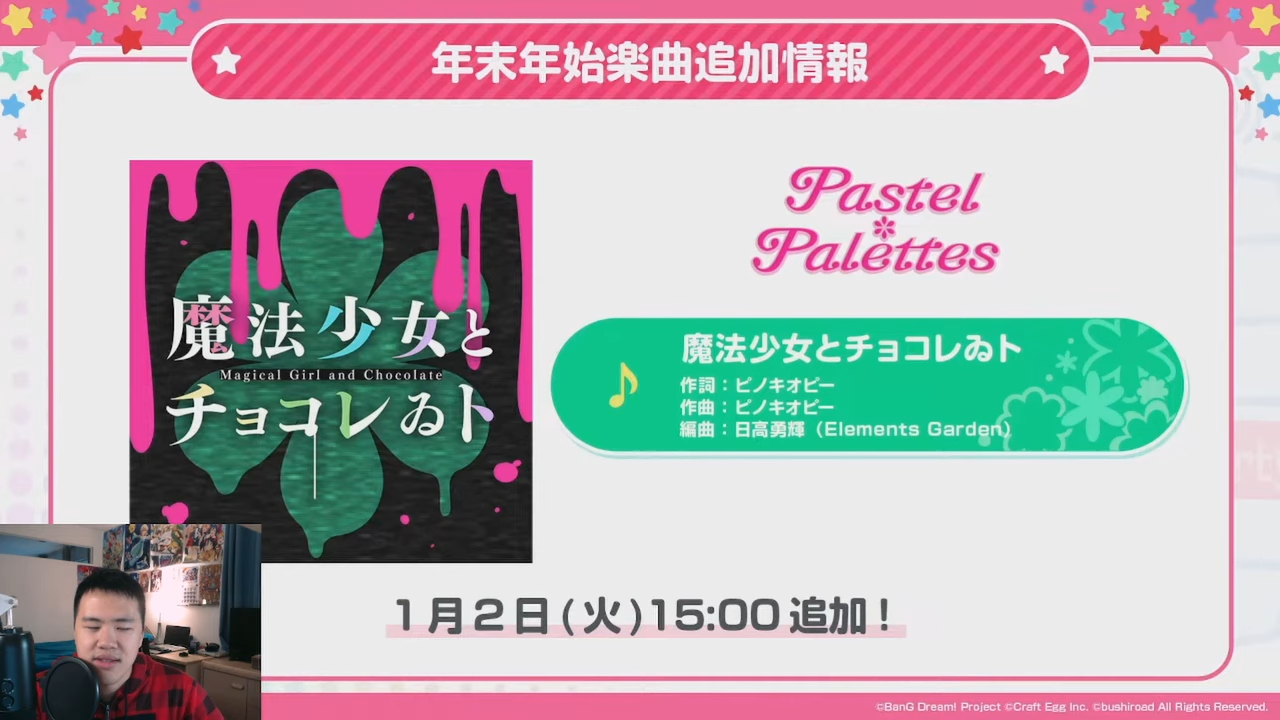 年末年始楽曲追加情報
魔法少女と
Magical Girl and Chocolate
チョコレゐト
Pastel
Palettes
魔法少女とチョコレゐト
作詞：ピノキオピー
作曲：ピノキオピー
編曲：日高勇輝（Elements Garden）
1月2日(火)15:00追加！
©BanG Dream! Project ©Craft Egg Inc. ©bushiroad All Rights Reserved.